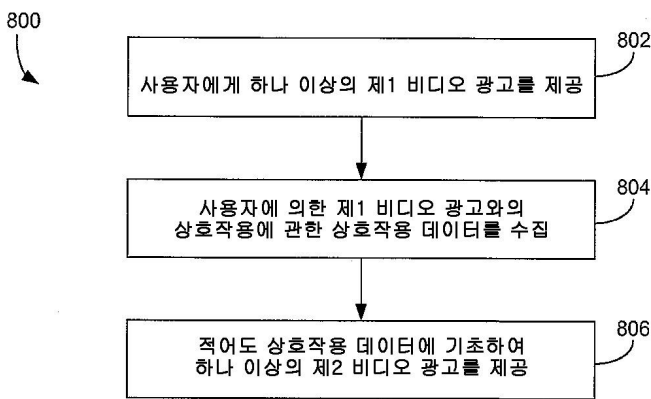 800
802
사용자에게 하나 이상의 제1 비디오 광고를 제공
804
사용자에 의한 제1 비디오 광고와의
상호작용에 관한 상호작용 데이터를 수집
806
적어도 상호작용 데이터에 기초하여
하나 이상의 제2 비디오 광고를 제공